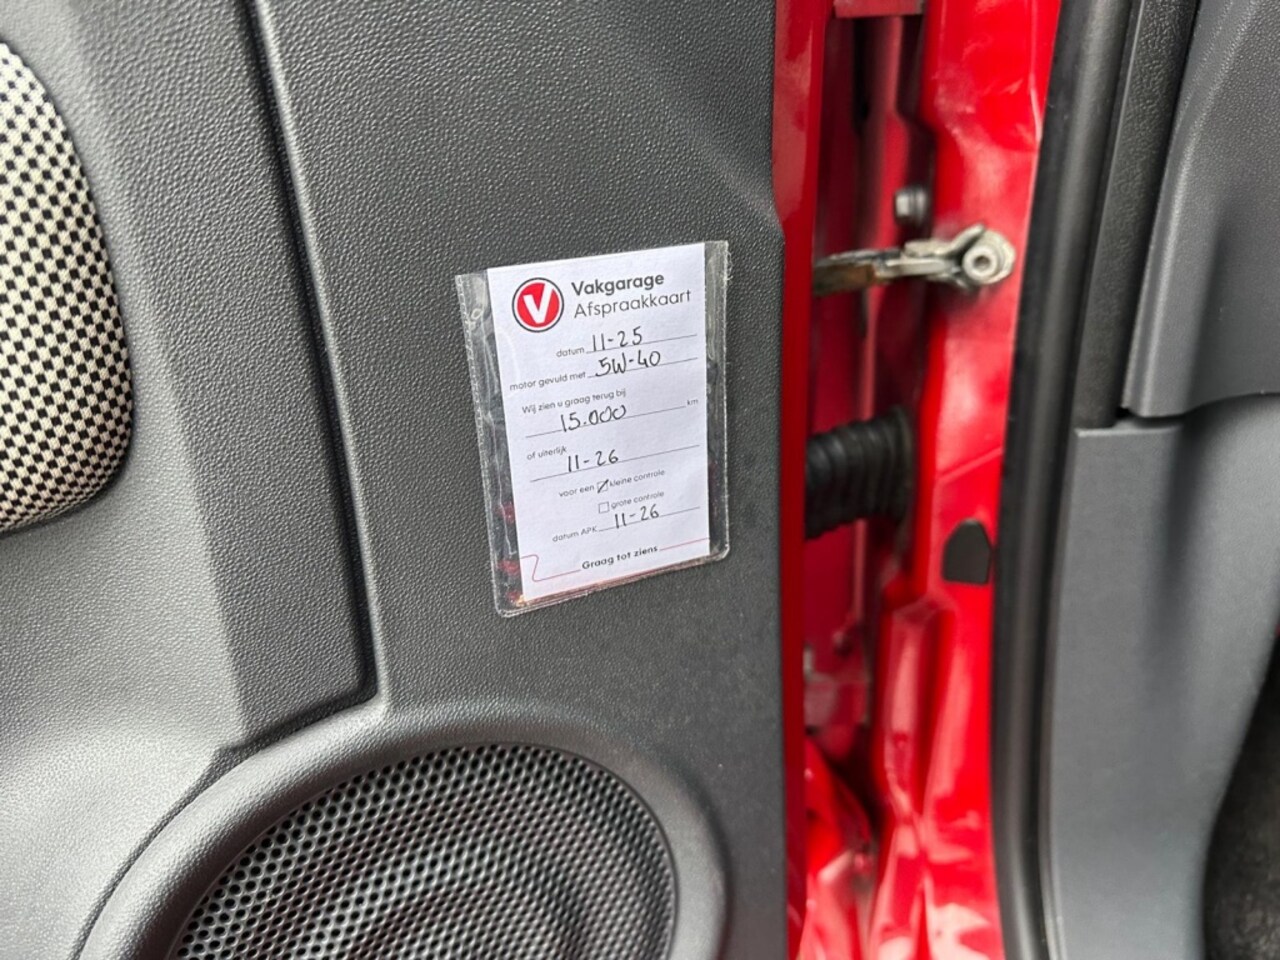 V
Vakgarage
Afspraakkaart
datum 11-25
motor gevuld met 5W-40
Wij zien u graag terug bij
15.000 km
of uiterlijk
11-26
voor een kleine controle
grote controle
datum APK 11-26
Graag tot ziens